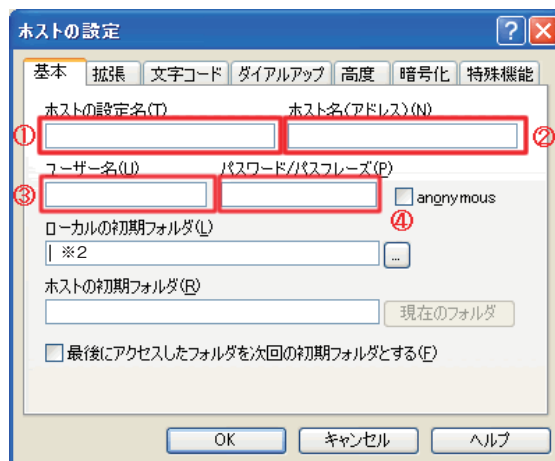 ホストの設定
基本 拡張 文字コード ダイアルアップ 高度 暗号化 特殊機能
ホストの設定名(T) ホスト名(アドレス)(N)
① ②
ユーザー名(U) パスワード/パスフレーズ(P)
③ ④ anonymous
ローカルの初期フォルダ(L)
※2 ...
ホストの初期フォルダ(R)
現在のフォルダ
最後にアクセスしたフォルダを次回の初期フォルダとする(F)
OK キャンセル ヘルプ